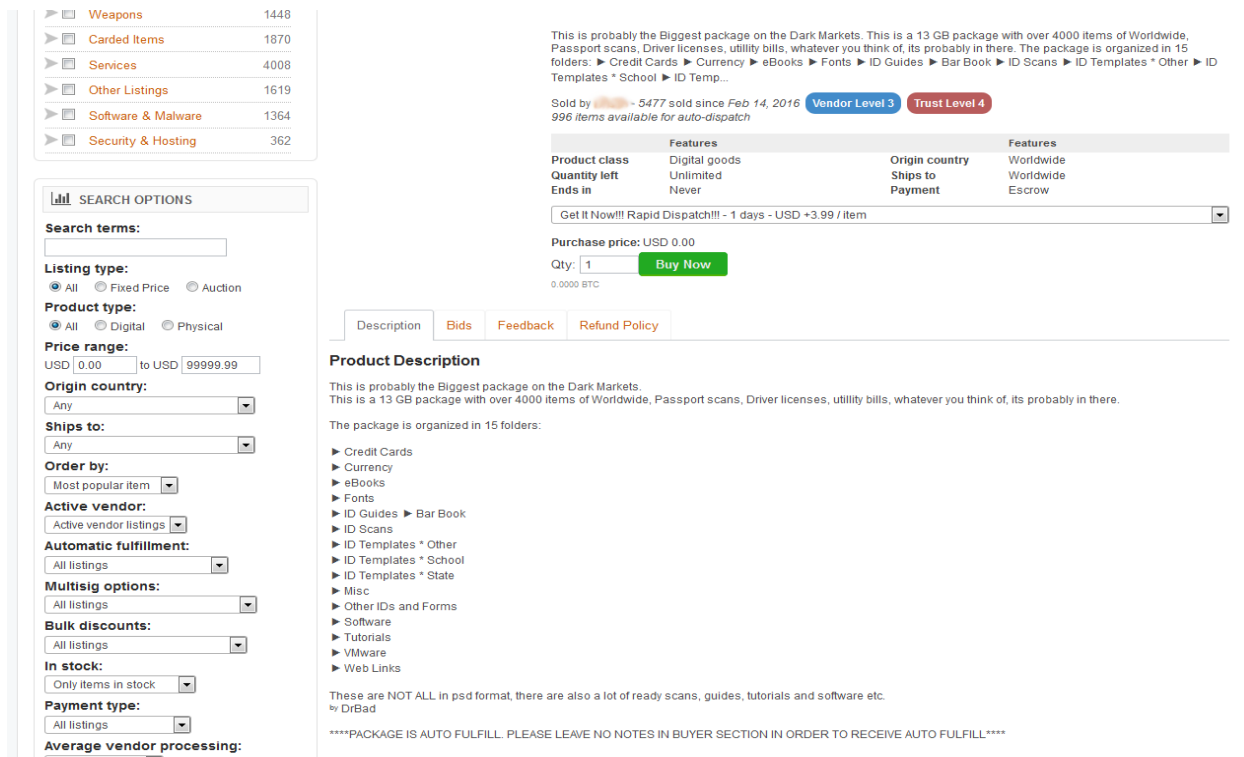 Weapons 1448
Carded Items 1870
Services 4008
Other Listings 1619
Software & Malware 1364
Security & Hosting 362
SEARCH OPTIONS
Search terms:
Listing type:
All Fixed Price Auction
Product type:
All Digital Physical
Price range:
USD 0.00 to USD 99999.99
Origin country:
Any
Ships to:
Any
Order by:
Most popular item
Active vendor:
Active vendor listings
Automatic fulfillment:
All listings
Multisig options:
All listings
Bulk discounts:
All listings
In stock:
Only items in stock
Payment type:
All listings
Average vendor processing:
This is probably the Biggest package on the Dark Markets. This is a 13 GB package with over 4000 items of Worldwide,
Passport scans, Driver licenses, utillity bills, whatever you think of, its probably in there. The package is organized in 15
folders: ► Credit Cards ► Currency ► eBooks ► Fonts ► ID Guides ► Bar Book ► ID Scans ► ID Templates * Other ► ID
Templates * School ► ID Temp...
Sold by - 5477 sold since Feb 14, 2016 Vendor Level 3 Trust Level 4
996 items available for auto-dispatch
Features Features
Product class Digital goods Origin country Worldwide
Quantity left Unlimited Ships to Worldwide
Ends in Never Payment Escrow
Get It Now!!! Rapid Dispatch!!! - 1 days - USD +3.99 / item
Purchase price: USD 0.00
Qty: 1 Buy Now
0.0000 BTC
Description Bids Feedback Refund Policy
Product Description
This is probably the Biggest package on the Dark Markets.
This is a 13 GB package with over 4000 items of Worldwide, Passport scans, Driver licenses, utillity bills, whatever you think of, its probably in there.
The package is organized in 15 folders:
► Credit Cards
► Currency
► eBooks
► Fonts
► ID Guides ► Bar Book
► ID Scans
► ID Templates * Other
► ID Templates * School
► ID Templates * State
► Misc
► Other IDs and Forms
► Software
► Tutorials
► VMware
► Web Links
These are NOT ALL in psd format, there are also a lot of ready scans, guides, tutorials and software etc.
by DrBad
****PACKAGE IS AUTO FULFILL. PLEASE LEAVE NO NOTES IN BUYER SECTION IN ORDER TO RECEIVE AUTO FULFILL****